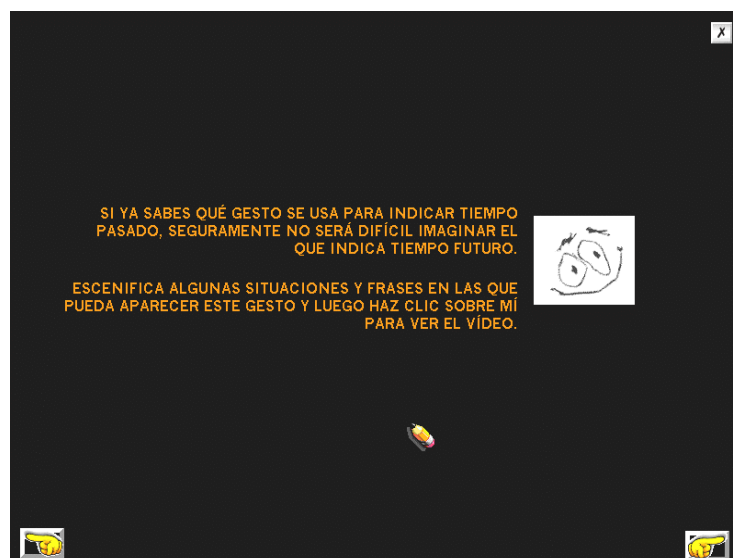 ✗
SI YA SABES QUÉ GESTO SE USA PARA INDICAR TIEMPO
PASADO, SEGURAMENTE NO SERÁ DIFÍCIL IMAGINAR EL
QUE INDICA TIEMPO FUTURO.
ESCENIFICA ALGUNAS SITUACIONES Y FRASES EN LAS QUE
PUEDA APARECER ESTE GESTO Y LUEGO HAZ CLIC SOBRE MÍ
PARA VER EL VÍDEO.